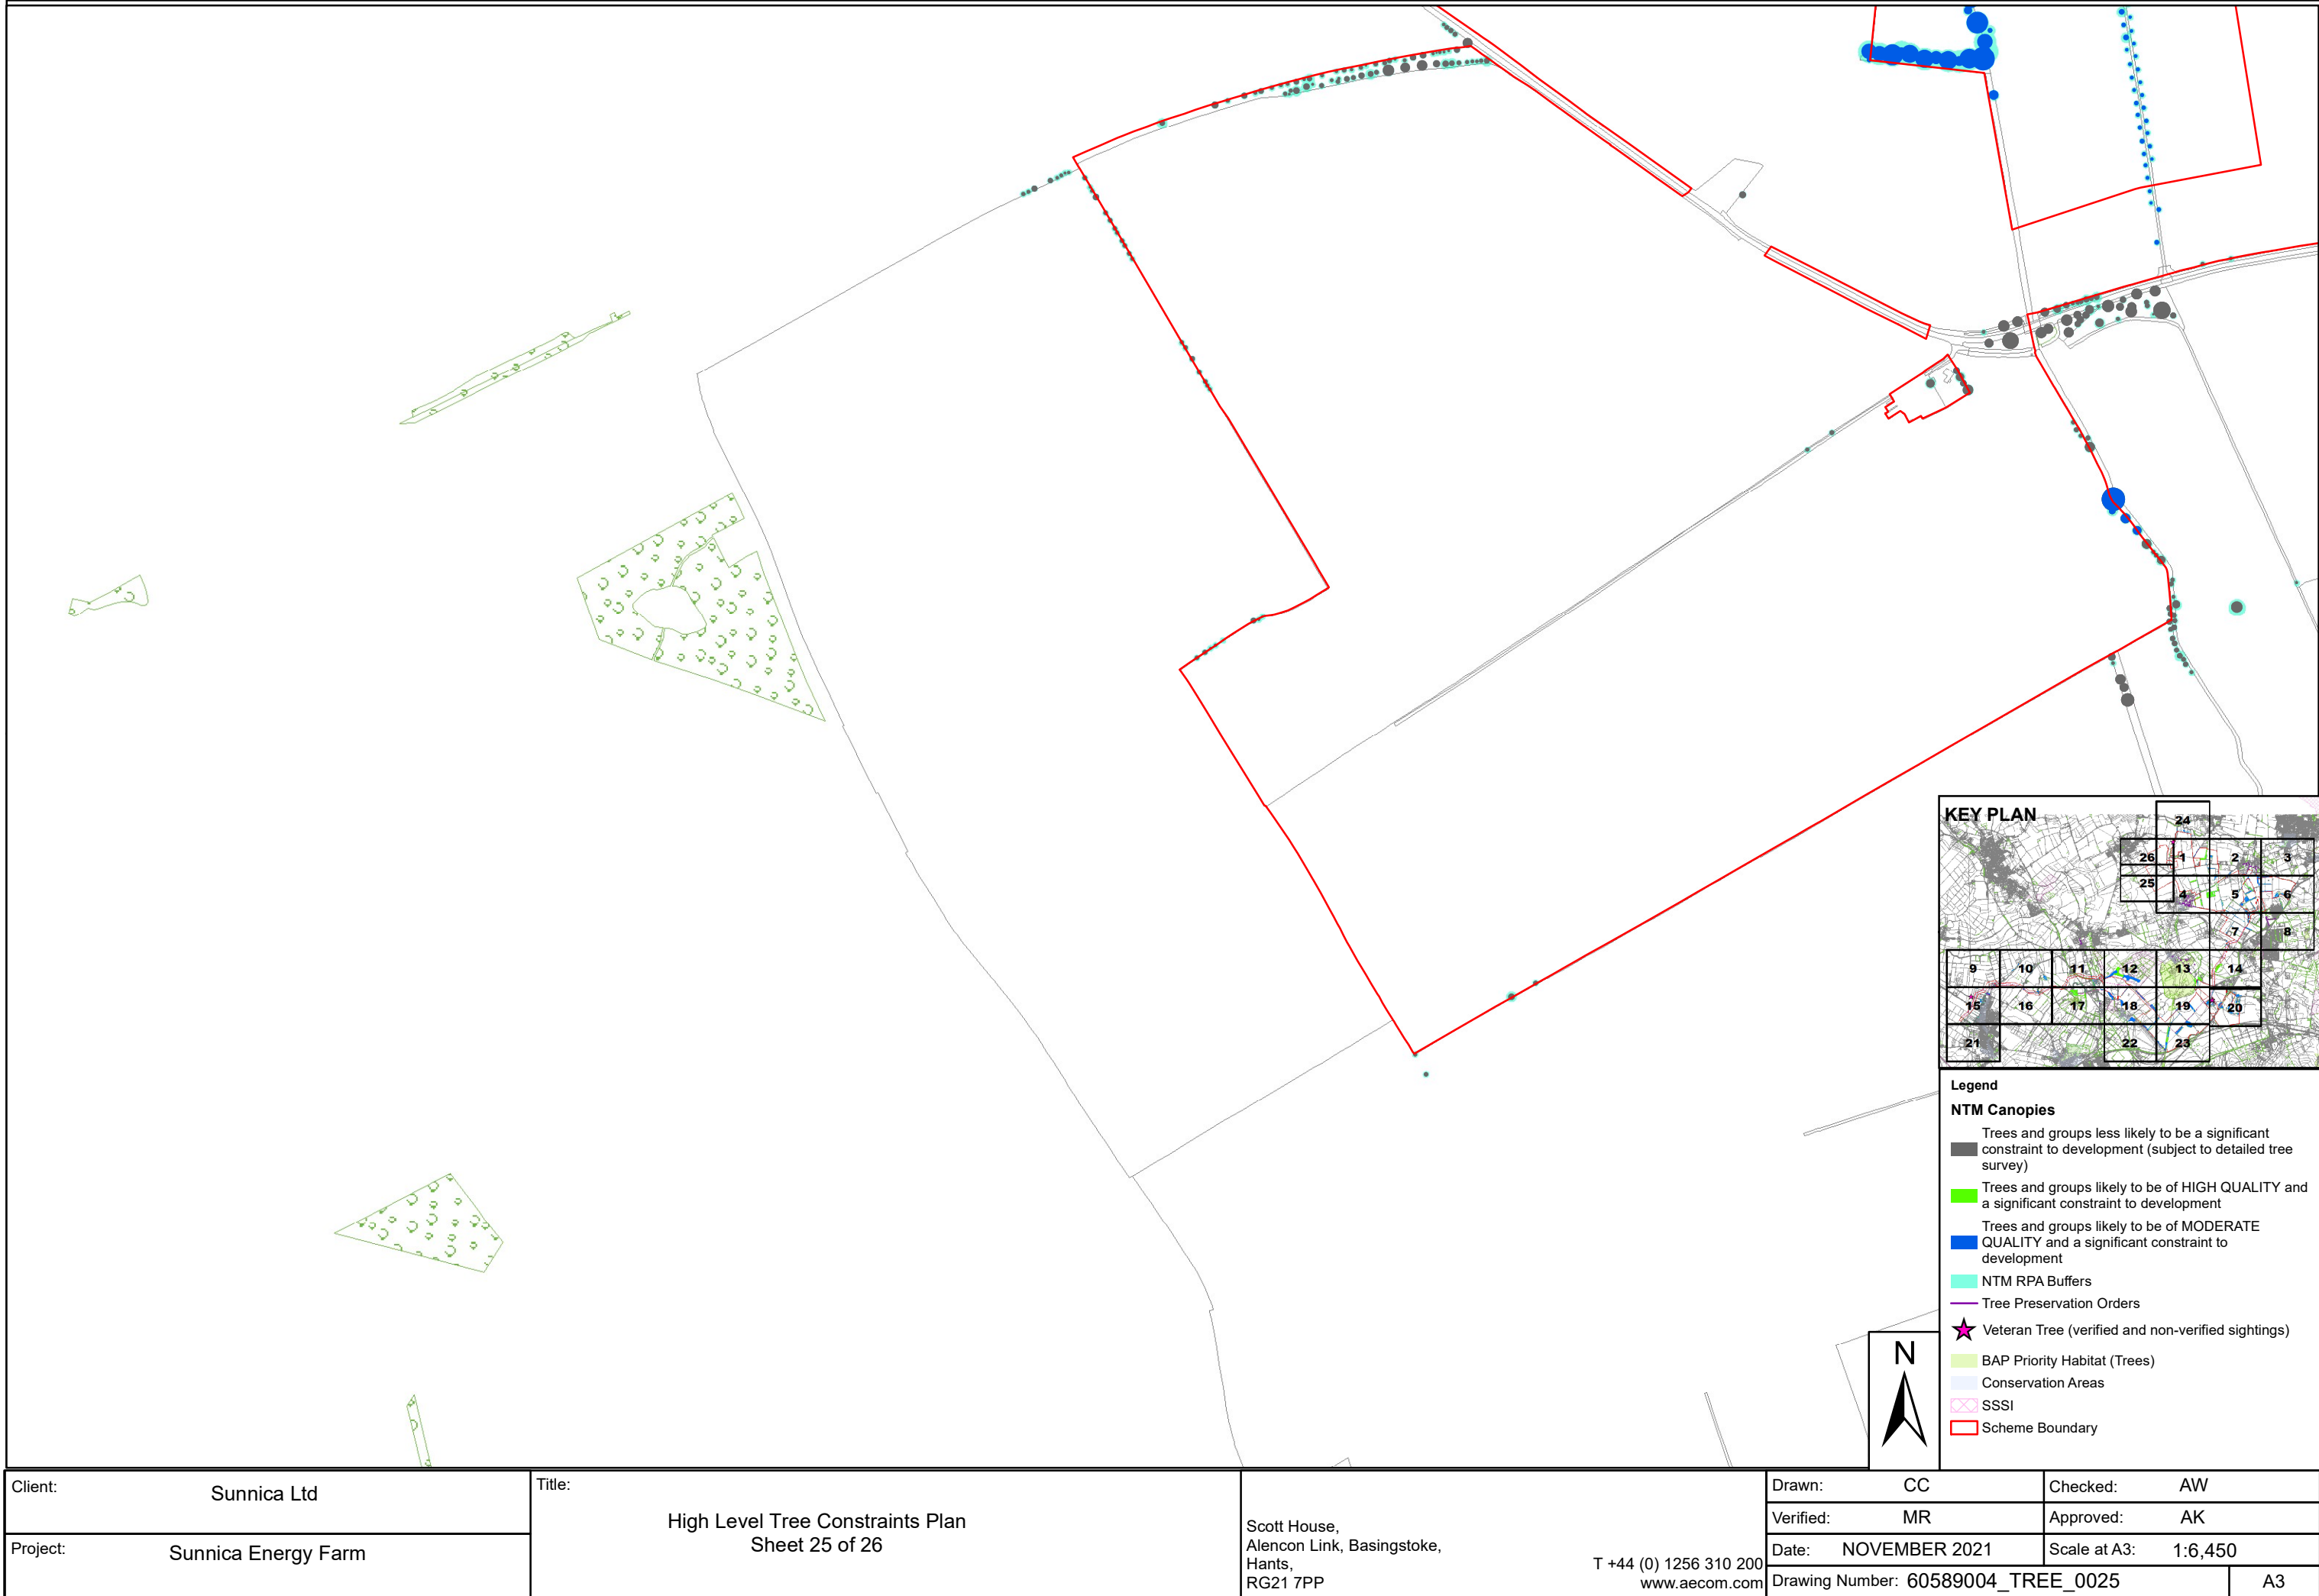 KEY PLAN
24
26 1 2 3
25 4 5 6
7 8
9 10 11 12 13 14
15 16 17 18 19 20
21 22 23
Legend
NTM Canopies
Trees and groups less likely to be a significant
constraint to development (subject to detailed tree
survey)
Trees and groups likely to be of HIGH QUALITY and
a significant constraint to development
Trees and groups likely to be of MODERATE
QUALITY and a significant constraint to
development
NTM RPA Buffers
Tree Preservation Orders
Veteran Tree (verified and non-verified sightings)
BAP Priority Habitat (Trees)
Conservation Areas
SSSI
Scheme Boundary
N
Client:
Sunnica Ltd
Project:
Sunnica Energy Farm
Title:
High Level Tree Constraints Plan
Sheet 25 of 26
Scott House,
Alencon Link, Basingstoke,
Hants,
RG21 7PP
T +44 (0) 1256 310 200
www.aecom.com
Drawn: CC
Checked: AW
Verified: MR
Approved: AK
Date: NOVEMBER 2021
Scale at A3: 1:6,450
Drawing Number: 60589004_TREE_0025
A3